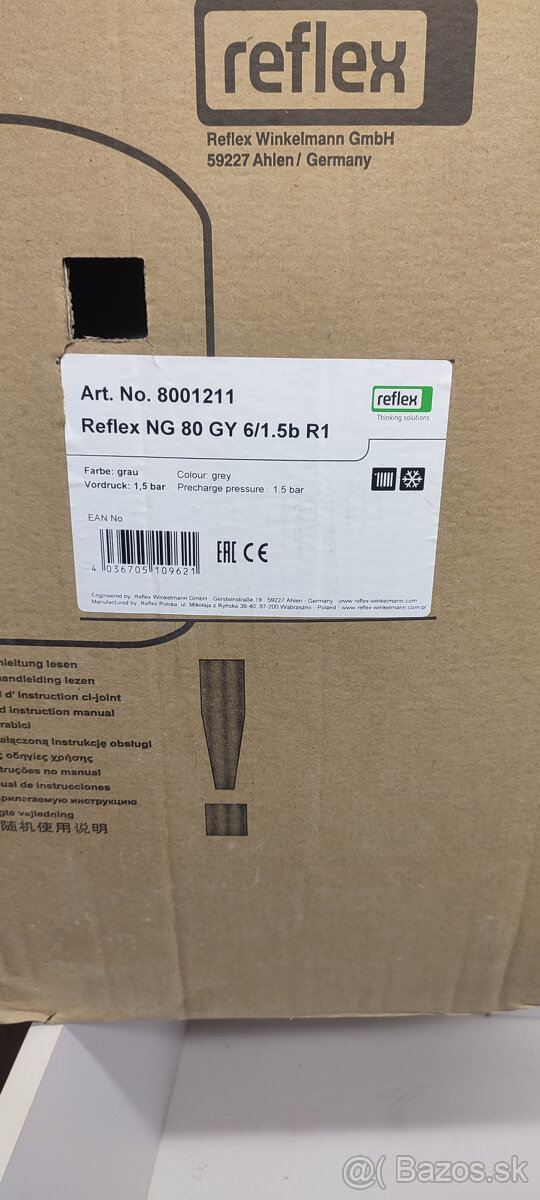 reflex
Reflex Winkelmann GmbH
59227 Ahlen / Germany
Art. No. 8001211
Reflex NG 80 GY 6/1.5b R1
reflex
Thinking solutions.
Farbe: grau
Colour: grey
Vordruck: 1,5 bar
Precharge pressure : 1.5 bar
EAN No.
4 036705 109621
EAC CE
Engineered by: Reflex Winkelmann GmbH · Gersteinstraße 19 · 59227 Ahlen - Germany www.reflex-winkelmann.com
Manufactured by: Reflex Polska. ul. Mikołaja z Ryńska 36-40. 87-200 Wąbrzeźno - Poland www.reflex-winkelmann.com/pl
nleitung lesen
andleiding lezen
d' instruction ci-joint
d instruction manual
rabici
ałączoną instrukcję obsługi
ς οδηγίες χρήσης
truções no manual
ual de instrucciones
прилагаемую инструкцию
gte vejledning
随机使用说明
@( Bazos.sk